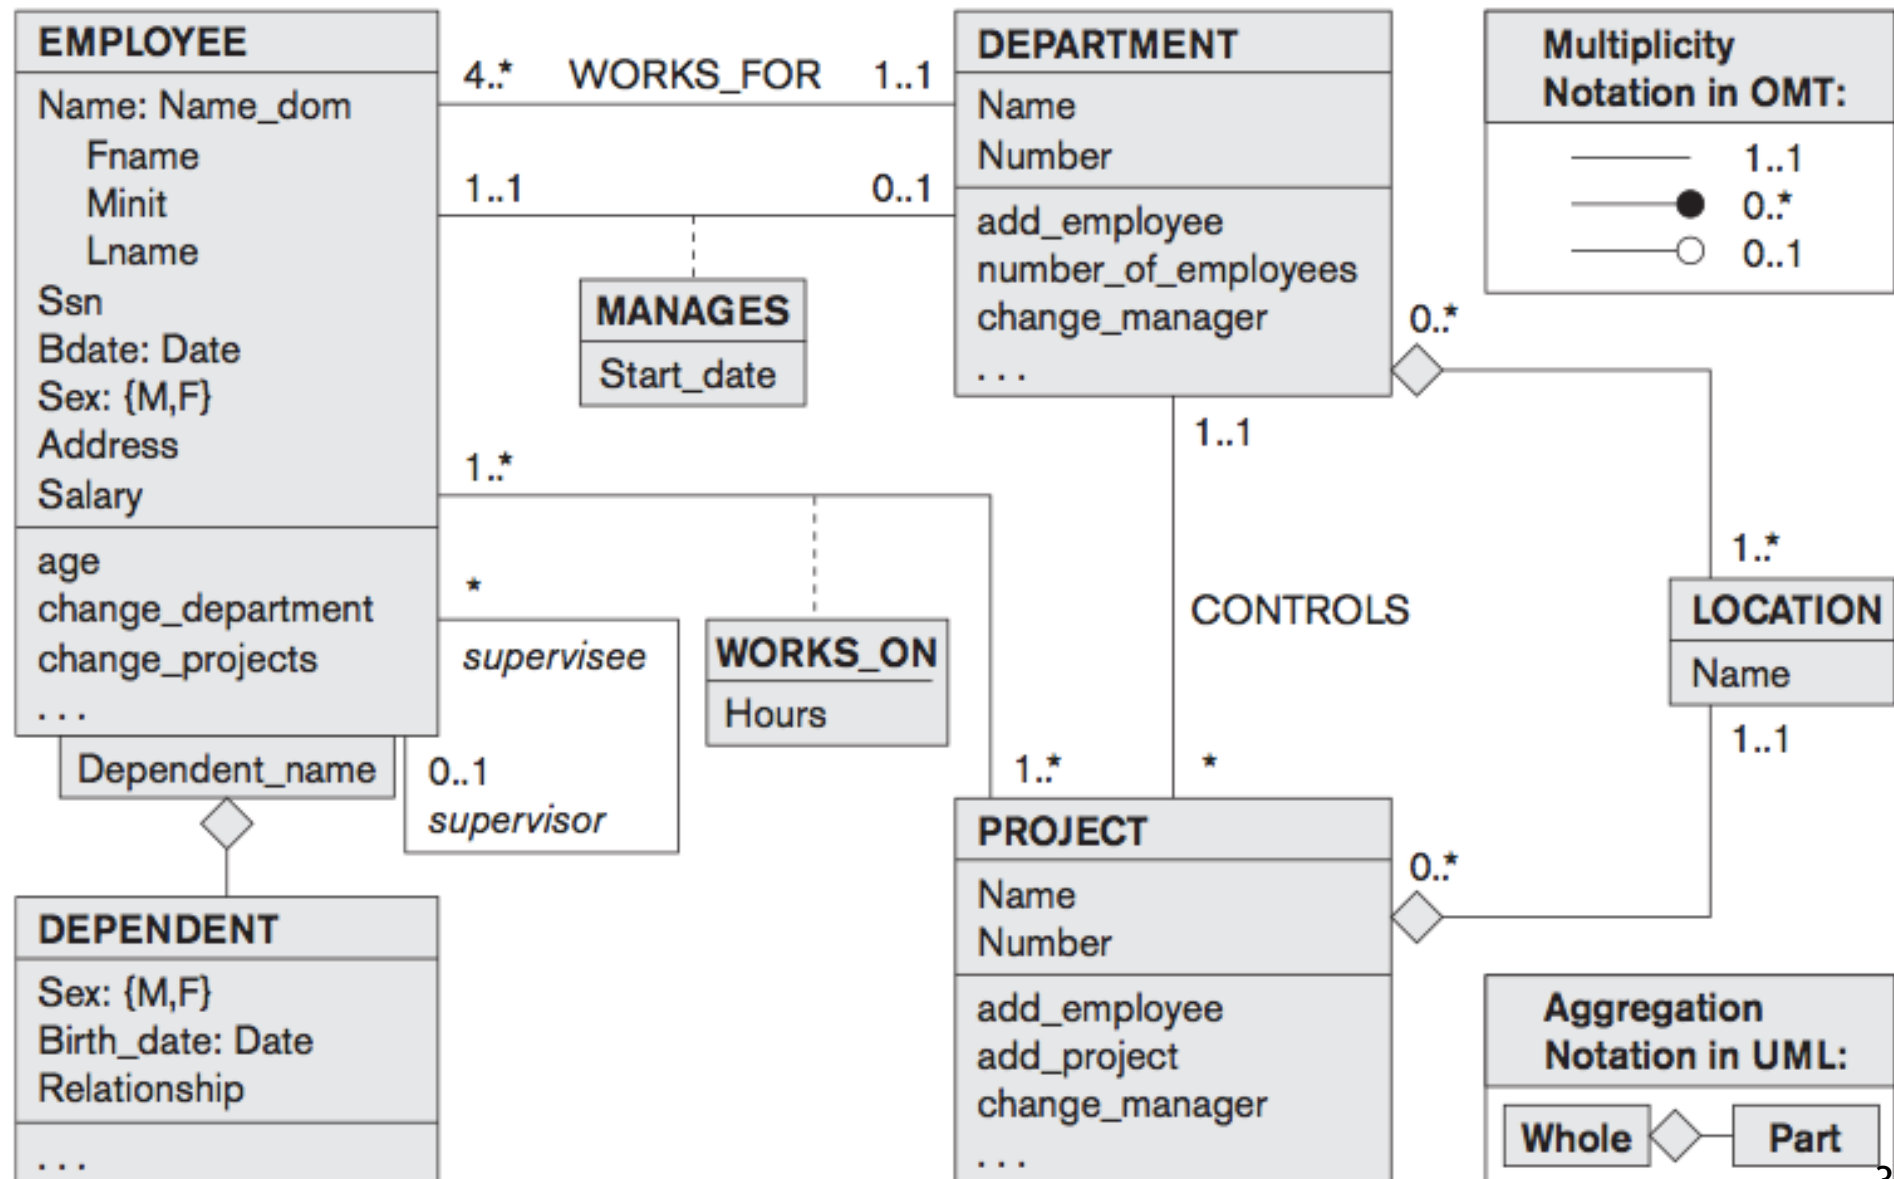 EMPLOYEE
Name: Name_dom
Fname
Minit
Lname
Ssn
Bdate: Date
Sex: {M,F}
Address
Salary
age
change_department
change_projects
. . .
Dependent_name
DEPENDENT
Sex: {M,F}
Birth_date: Date
Relationship
. . .
4..* WORKS_FOR 1..1
1..1 0..1
MANAGES
Start_date
1..*
*
supervisee
0..1
supervisor
WORKS_ON
Hours
1..*
DEPARTMENT
Name
Number
add_employee
number_of_employees
change_manager
. . .
1..1
CONTROLS
*
PROJECT
Name
Number
add_employee
add_project
change_manager
. . .
Multiplicity
Notation in OMT:
1..1
0..*
0..1
0..*
1..*
LOCATION
Name
1..1
0..*
Aggregation
Notation in UML:
Whole Part